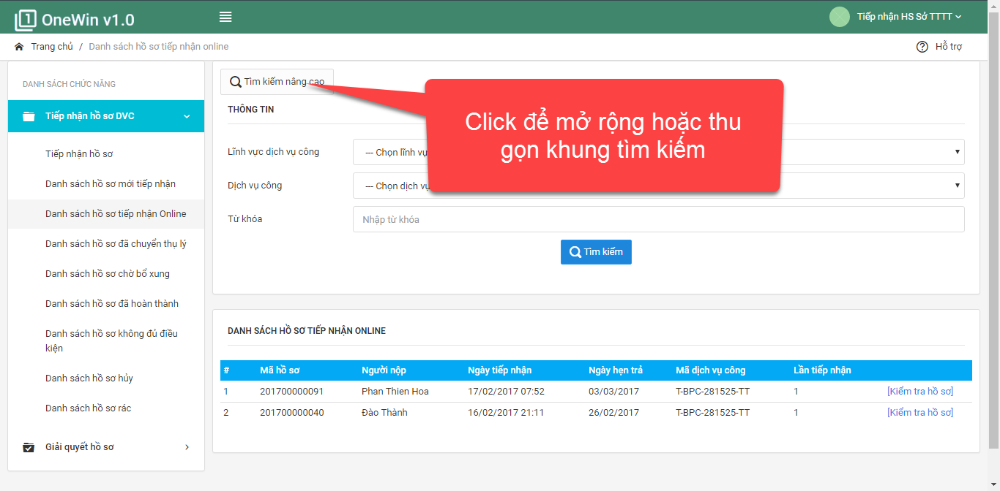 1 OneWin v1.0
Tiếp nhận HS Sở TTTT
Trang chủ / Danh sách hồ sơ tiếp nhận online
Hỗ trợ
DANH SÁCH CHỨC NĂNG
Tiếp nhận hồ sơ DVC
Tiếp nhận hồ sơ
Danh sách hồ sơ mới tiếp nhận
Danh sách hồ sơ tiếp nhận Online
Danh sách hồ sơ đã chuyển thụ lý
Danh sách hồ sơ chờ bổ xung
Danh sách hồ sơ đã hoàn thành
Danh sách hồ sơ không đủ điều
kiện
Danh sách hồ sơ hủy
Danh sách hồ sơ rác
Giải quyết hồ sơ
Tìm kiếm nâng cao
Click để mở rộng hoặc thu
gọn khung tìm kiếm
THÔNG TIN
Lĩnh vực dịch vụ công
--- Chọn lĩnh
Dịch vụ công
--- Chọn dịch
Từ khóa
Nhập từ khóa
Tìm kiếm
DANH SÁCH HỒ SƠ TIẾP NHẬN ONLINE
# Mã hồ sơ Người nộp Ngày tiếp nhận Ngày hẹn trả Mã dịch vụ công Lần tiếp nhận
1 201700000091 Phan Thien Hoa 17/02/2017 07:52 03/03/2017 T-BPC-281525-TT 1 [Kiểm tra hồ sơ]
2 201700000040 Đào Thành 16/02/2017 21:11 26/02/2017 T-BPC-281525-TT 1 [Kiểm tra hồ sơ]